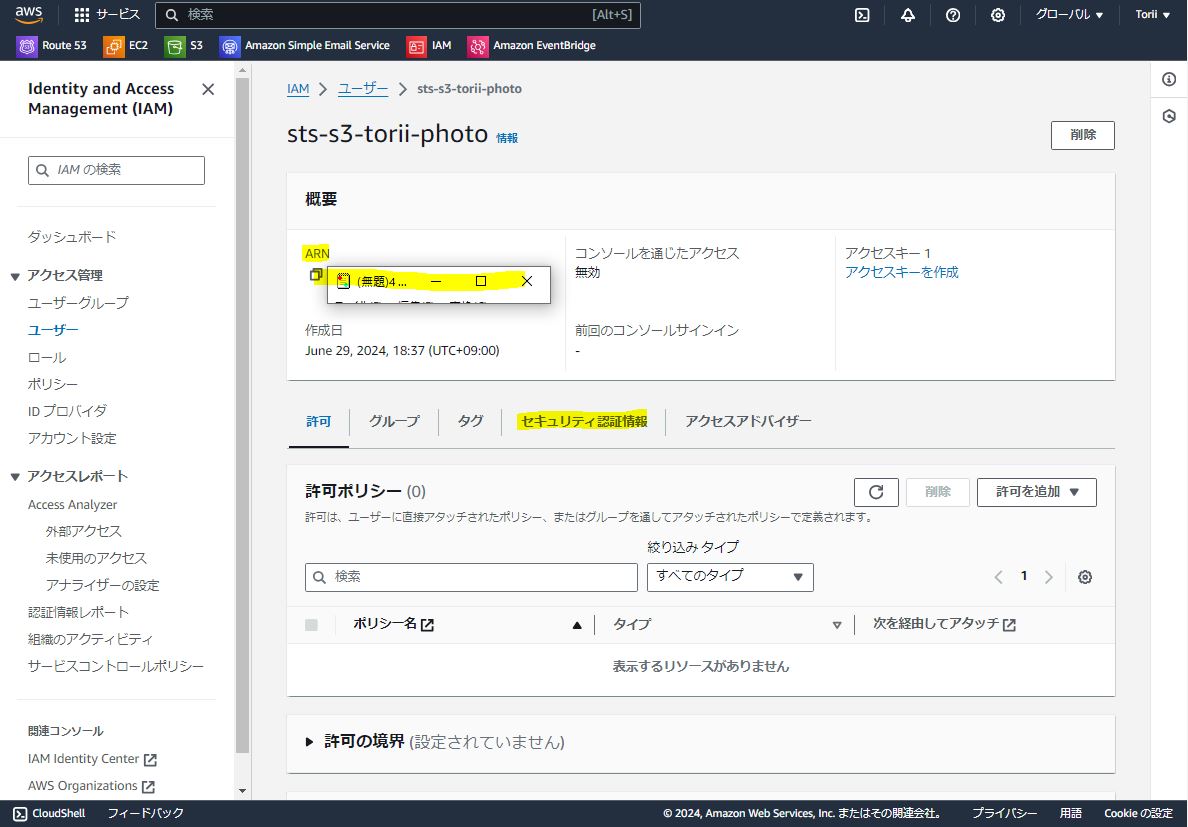 aws サービス 検索 [Alt+S] グローバル Torii
Route 53 EC2 S3 Amazon Simple Email Service IAM Amazon EventBridge
Identity and Access
Management (IAM)
IAM の検索
ダッシュボード
アクセス管理
ユーザーグループ
ユーザー
ロール
ポリシー
ID プロバイダ
アカウント設定
アクセスレポート
Access Analyzer
外部アクセス
未使用のアクセス
アナライザーの設定
認証情報レポート
組織のアクティビティ
サービスコントロールポリシー
関連コンソール
IAM Identity Center
AWS Organizations
IAM ユーザー sts-s3-torii-photo
sts-s3-torii-photo 情報
削除
概要
ARN
(無題)4 ...
作成日
June 29, 2024, 18:37 (UTC+09:00)
コンソールを通じたアクセス
無効
前回のコンソールサインイン
-
アクセスキー 1
アクセスキーを作成
許可 グループ タグ セキュリティ認証情報 アクセスアドバイザー
許可ポリシー (0)
削除 許可を追加
許可は、ユーザーに直接アタッチされたポリシー、またはグループを通してアタッチされたポリシーで定義されます。
絞り込み タイプ
検索 すべてのタイプ 1
ポリシー名 タイプ 次を経由してアタッチ
表示するリソースがありません
許可の境界 (設定されていません)
CloudShell フィードバック © 2024, Amazon Web Services, Inc. またはその関連会社。 プライバシー 用語 Cookie の設定